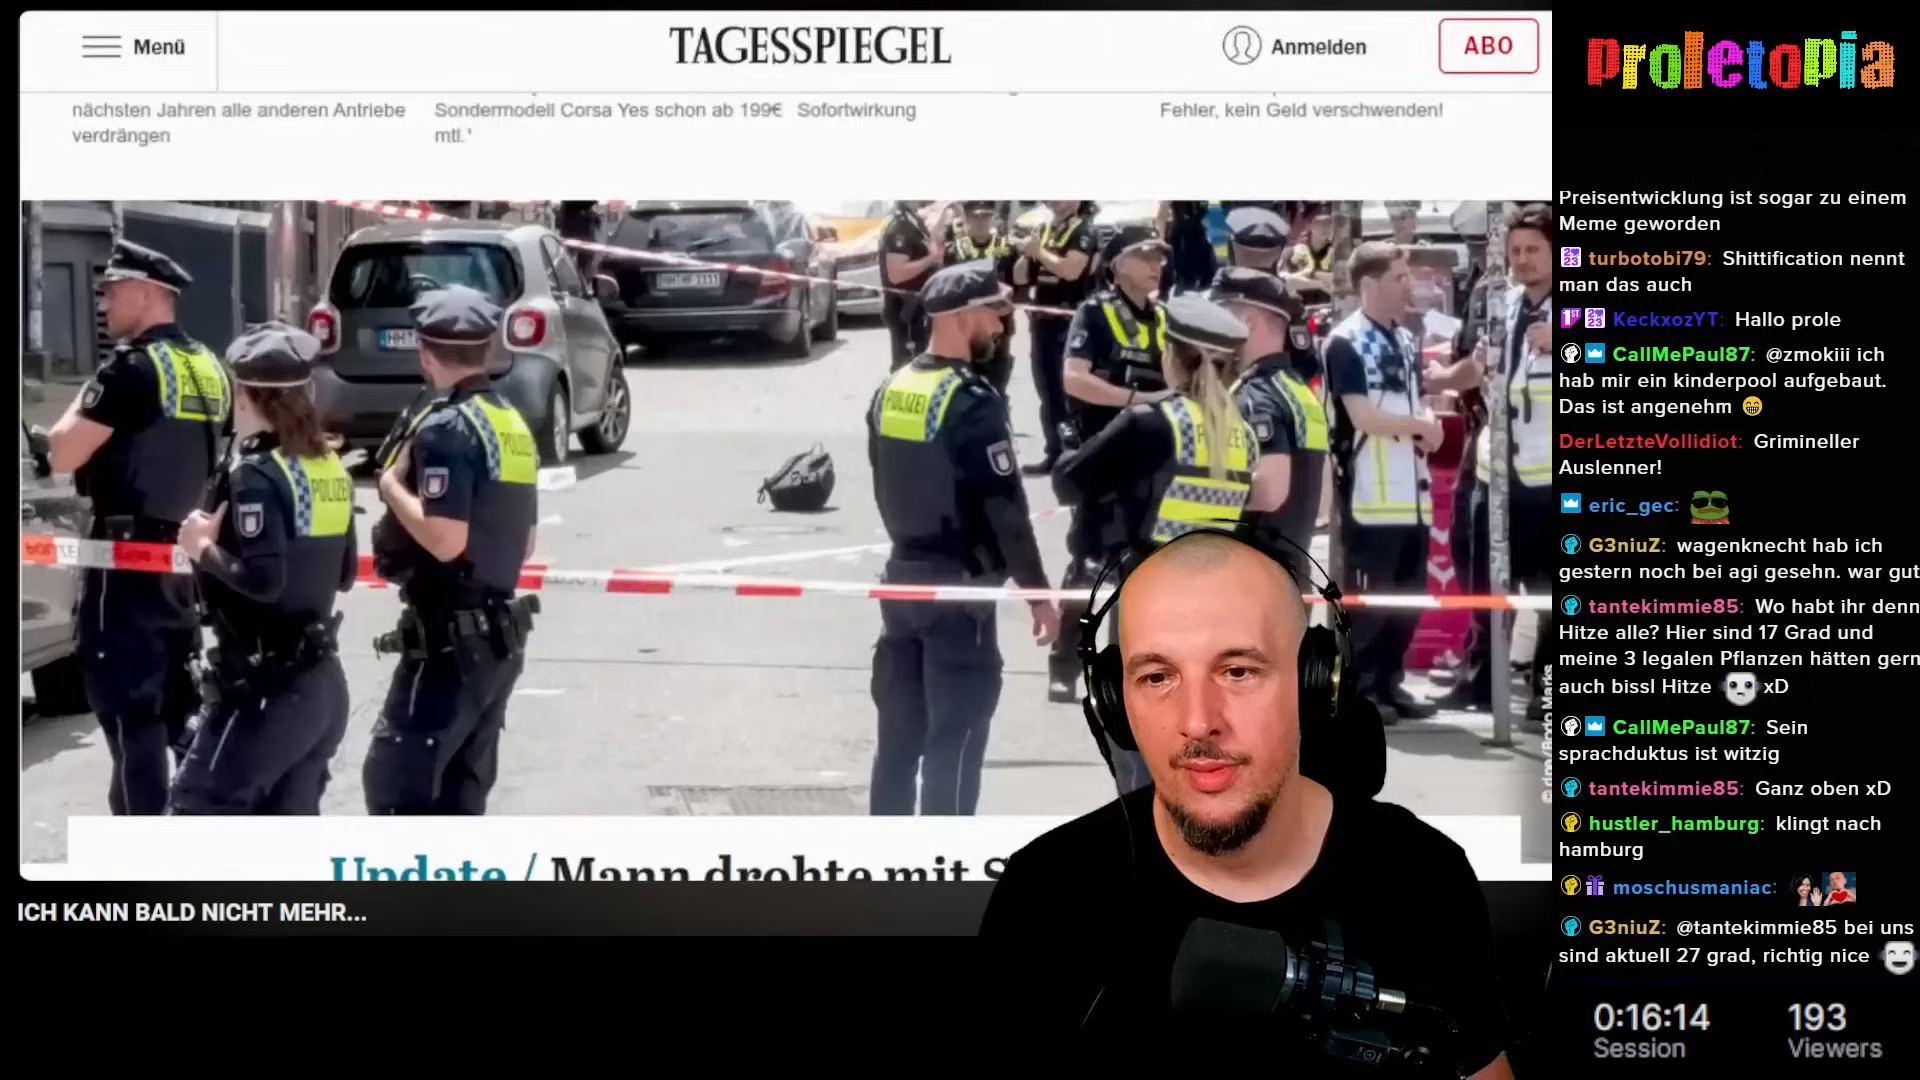 Menü
TAGESSPIEGEL
Anmelden
ABO
nächsten Jahren alle anderen Antriebe
verdrängen
Sondermodell Corsa Yes schon ab 199€
mtl.¹
Sofortwirkung
Fehler, kein Geld verschwenden!
POLIZEI
POLIZEI
POLIZEI
POLIZEI
Update / Mann drohte mit S
ICH KANN BALD NICHT MEHR...
Proletopia
Preisentwicklung ist sogar zu einem
Meme geworden
turbotobi79: Shittification nennt
man das auch
KeckxozYT: Hallo prole
CallMePaul87: @zmokiii ich
hab mir ein kinderpool aufgebaut.
Das ist angenehm 😁
DerLetzteVollidiot: Grimineller
Auslenner!
eric_gec:
G3niuZ: wagenknecht hab ich
gestern noch bei agi gesehn. war gut
tantekimmie85: Wo habt ihr denn
Hitze alle? Hier sind 17 Grad und
meine 3 legalen Pflanzen hätten gern
auch bissl Hitze xD
CallMePaul87: Sein
sprachduktus ist witzig
tantekimmie85: Ganz oben xD
hustler_hamburg: klingt nach
hamburg
moschusmaniac:
G3niuZ: @tantekimmie85 bei uns
sind aktuell 27 grad, richtig nice
0:16:14
Session
193
Viewers